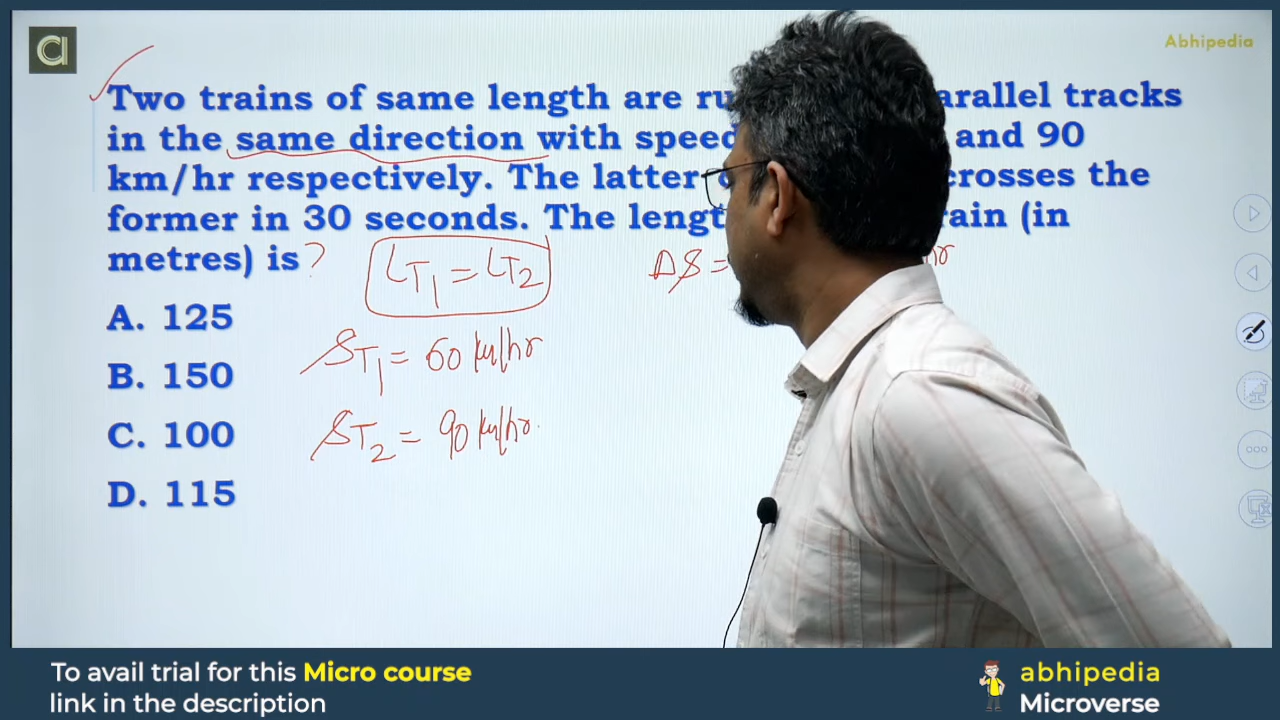 Abhipedia
Two trains of same length are ru arallel tracks
in the same direction with speed and 90
km/hr respectively. The latter crosses the
former in 30 seconds. The lengt rain (in
metres) is?
LT1 = LT2
ΔS = hr
A. 125
ST1 = 60 km/hr
B. 150
ST2 = 90 km/hr.
C. 100
D. 115
To avail trial for this Micro course
link in the description
abhipedia
Microverse